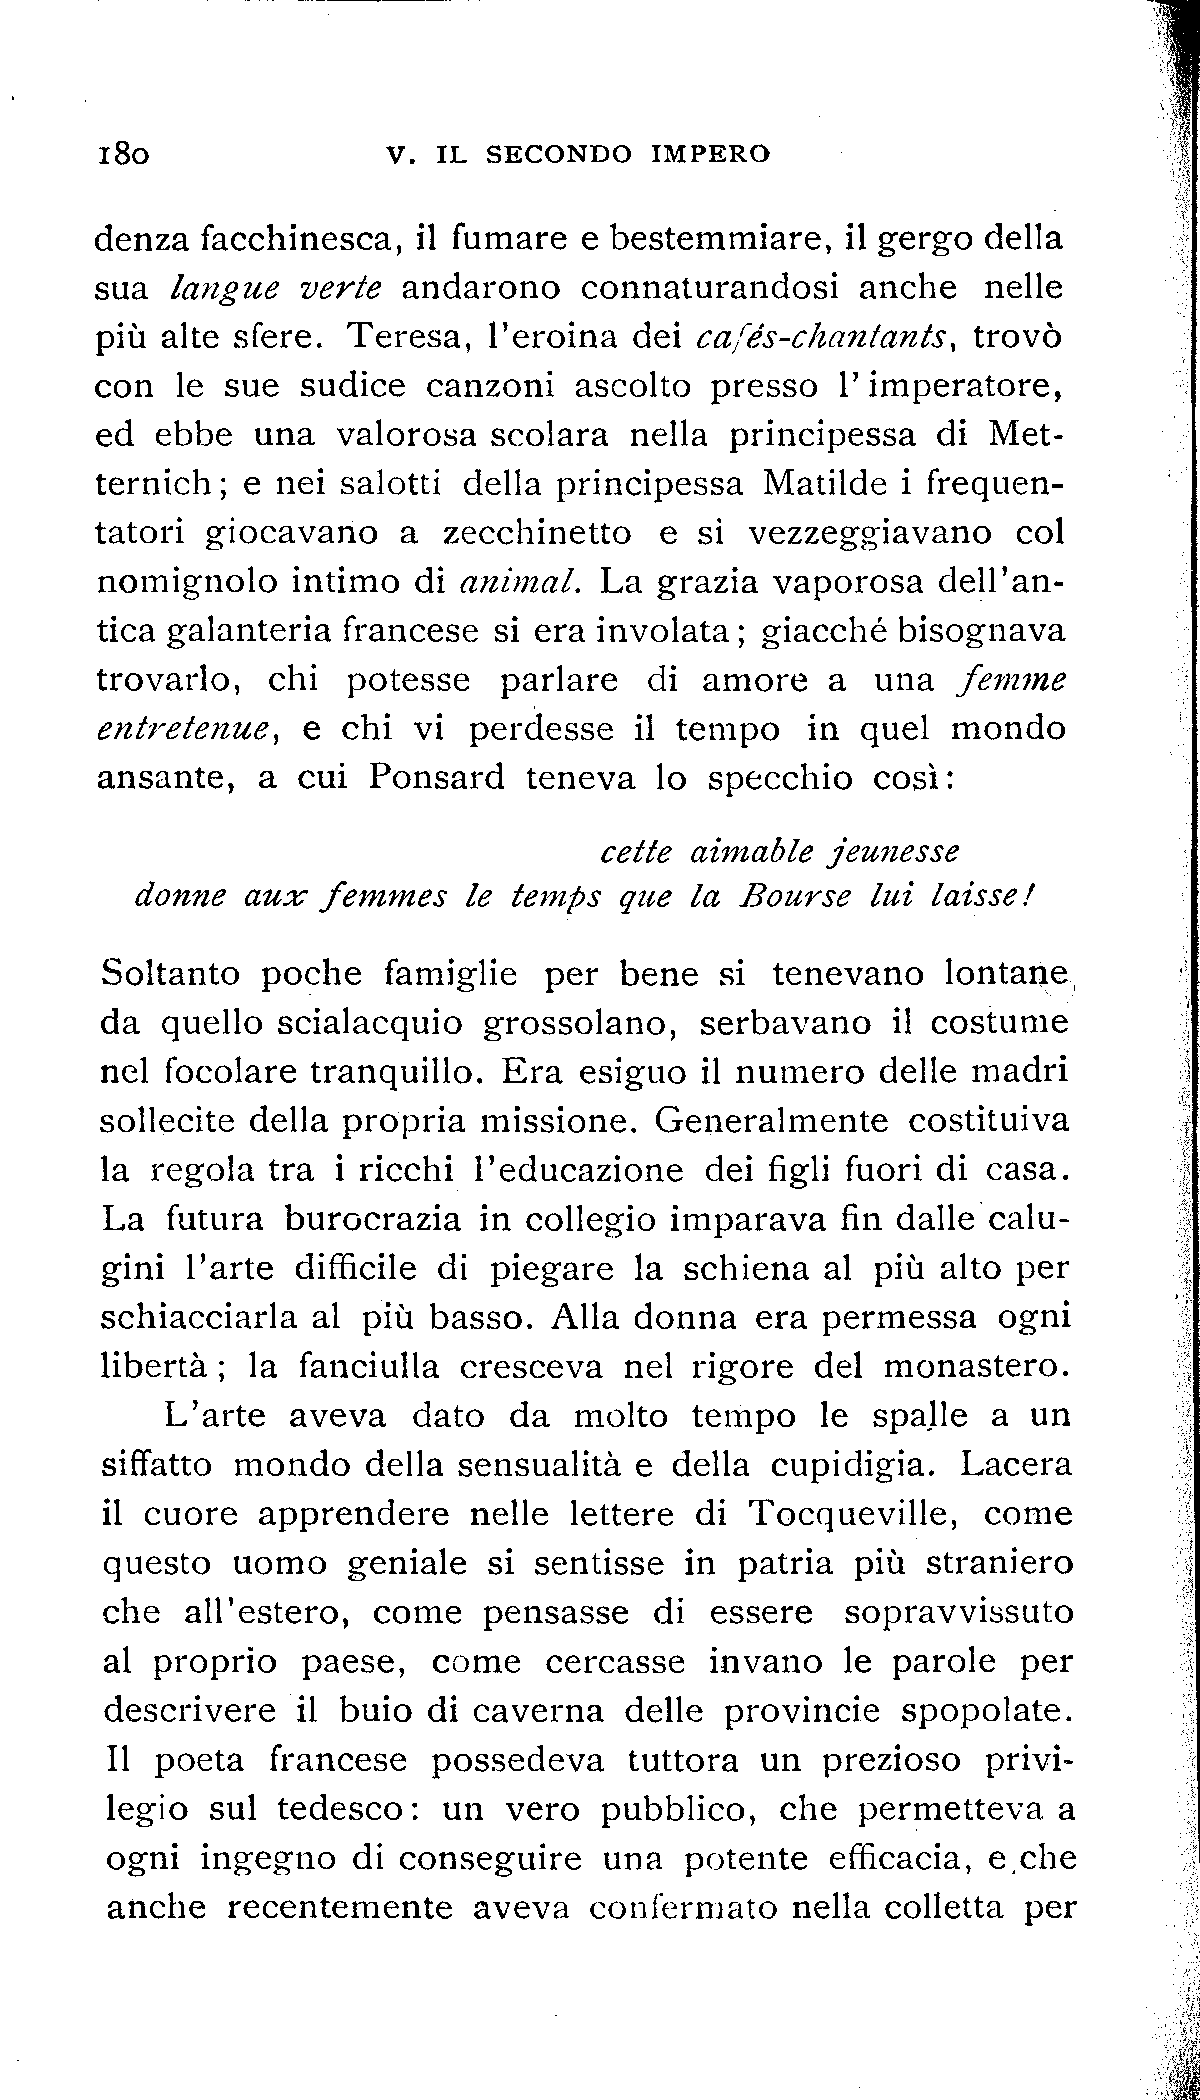 180 V. IL SECONDO IMPERO
denza facchinesca, il fumare e bestemmiare, il gergo della
sua langue verte andarono connaturandosi anche nelle
più alte sfere. Teresa, l'eroina dei cafés-chantants, trovò
con le sue sudice canzoni ascolto presso l'imperatore,
ed ebbe una valorosa scolara nella principessa di Met-
ternich; e nei salotti della principessa Matilde i frequen-
tatori giocavano a zecchinetto e si vezzeggiavano col
nomignolo intimo di animal. La grazia vaporosa dell'an-
tica galanteria francese si era involata; giacché bisognava
trovarlo, chi potesse parlare di amore a una femme
entretenue, e chi vi perdesse il tempo in quel mondo
ansante, a cui Ponsard teneva lo specchio così:
cette aimable jeunesse
donne aux femmes le temps que la Bourse lui laisse!
Soltanto poche famiglie per bene si tenevano lontane
da quello scialacquio grossolano, serbavano il costume
nel focolare tranquillo. Era esiguo il numero delle madri
sollecite della propria missione. Generalmente costituiva
la regola tra i ricchi l'educazione dei figli fuori di casa.
La futura burocrazia in collegio imparava fin dalle calu-
gini l'arte difficile di piegare la schiena al più alto per
schiacciarla al più basso. Alla donna era permessa ogni
libertà; la fanciulla cresceva nel rigore del monastero.
L'arte aveva dato da molto tempo le spalle a un
siffatto mondo della sensualità e della cupidigia. Lacera
il cuore apprendere nelle lettere di Tocqueville, come
questo uomo geniale si sentisse in patria più straniero
che all'estero, come pensasse di essere sopravvissuto
al proprio paese, come cercasse invano le parole per
descrivere il buio di caverna delle provincie spopolate.
Il poeta francese possedeva tuttora un prezioso privi-
legio sul tedesco: un vero pubblico, che permetteva a
ogni ingegno di conseguire una potente efficacia, e che
anche recentemente aveva confermato nella colletta per